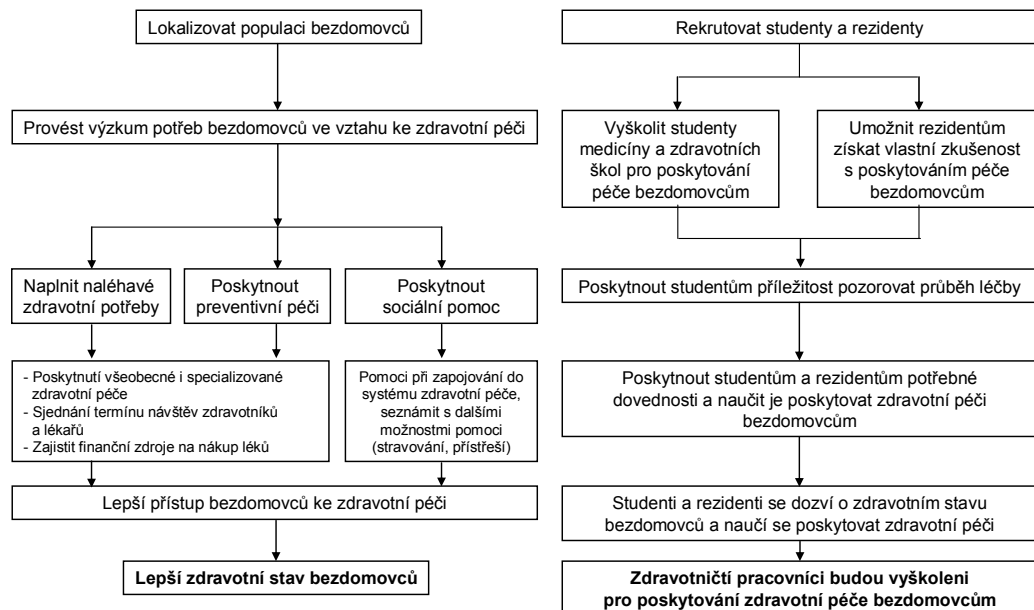 Lokalizovat populaci bezdomovců
Provést výzkum potřeb bezdomovců ve vztahu ke zdravotní péči
Naplnit naléhavé
zdravotní potřeby
Poskytnout
preventivní péči
Poskytnout
sociální pomoc
- Poskytnutí všeobecné i specializované
zdravotní péče
- Sjednání termínu návštěv zdravotníků
a lékařů
- Zajistit finanční zdroje na nákup léků
Pomoci při zapojování do
systému zdravotní péče,
seznámit s dalšími
možnostmi pomoci
(stravování, přístřeší)
Lepší přístup bezdomovců ke zdravotní péči
Lepší zdravotní stav bezdomovců
Rekrutovat studenty a rezidenty
Vyškolit studenty
medicíny a zdravotních
škol pro poskytování
péče bezdomovcům
Umožnit rezidentům
získat vlastní zkušenost
s poskytováním péče
bezdomovcům
Poskytnout studentům příležitost pozorovat průběh léčby
Poskytnout studentům a rezidentům potřebné
dovednosti a naučit je poskytovat zdravotní péči
bezdomovcům
Studenti a rezidenti se dozví o zdravotním stavu
bezdomovců a naučí se poskytovat zdravotní péči
Zdravotničtí pracovníci budou vyškoleni
pro poskytování zdravotní péče bezdomovcům